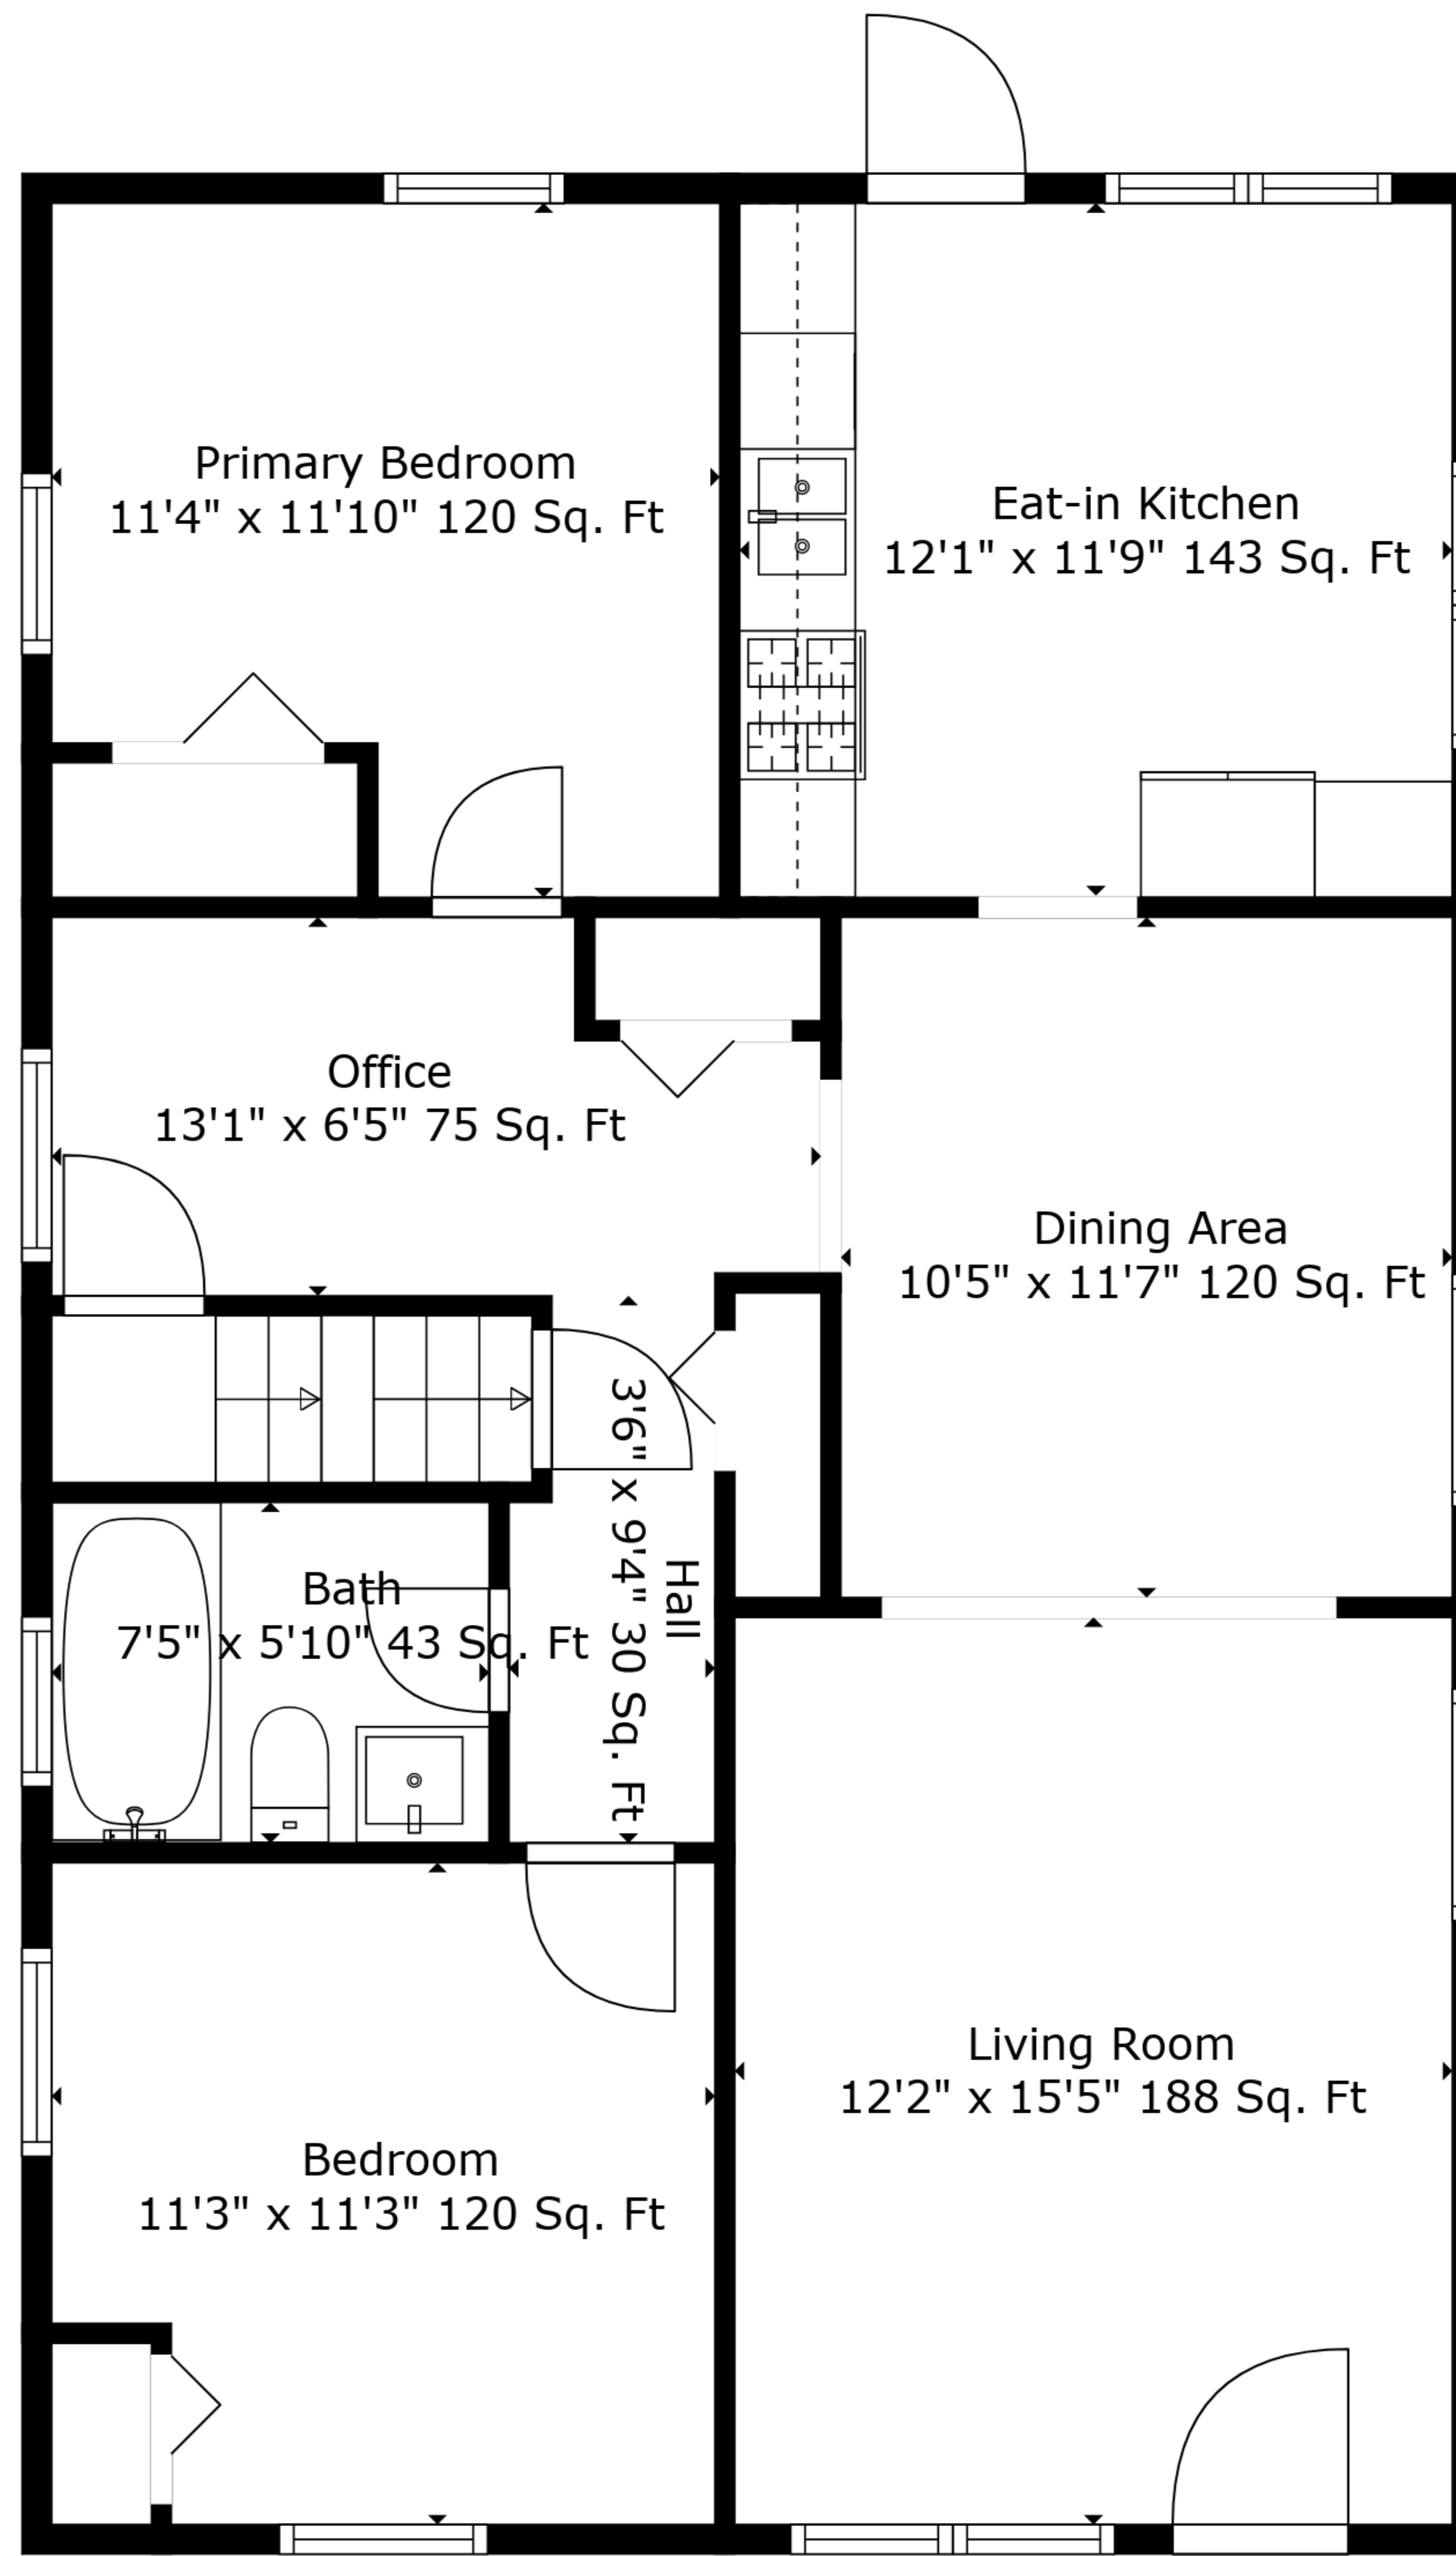 Primary Bedroom
11'4" x 11'10" 120 Sq. Ft
Eat-in Kitchen
12'1" x 11'9" 143 Sq. Ft
Office
13'1" x 6'5" 75 Sq. Ft
Dining Area
10'5" x 11'7" 120 Sq. Ft
Hall
3'6" x 9'4" 30 Sq. Ft
Bath
7'5" x 5'10" 43 Sq. Ft
Living Room
12'2" x 15'5" 188 Sq. Ft
Bedroom
11'3" x 11'3" 120 Sq. Ft